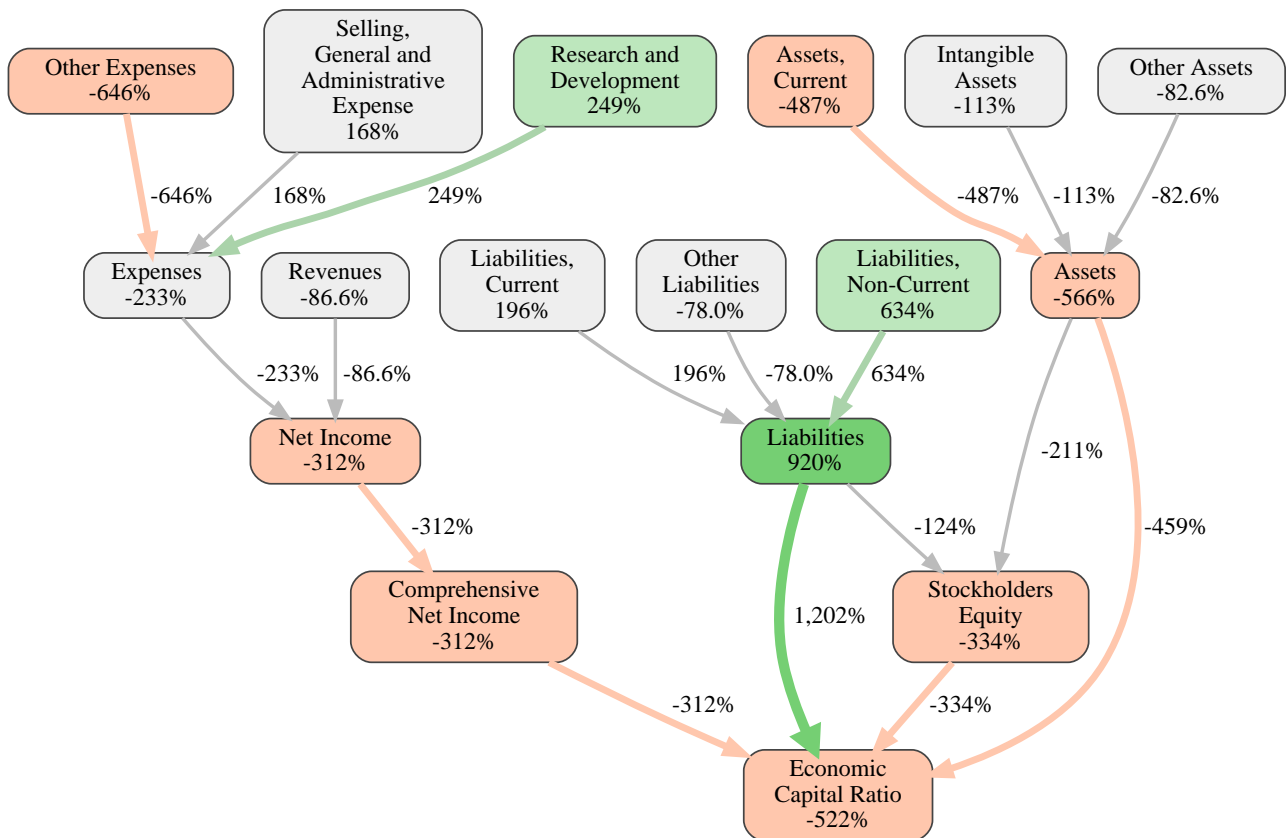 Other Expenses
-646%
Selling,
General and
Administrative
Expense
168%
Research and
Development
249%
Assets,
Current
-487%
Intangible
Assets
-113%
Other Assets
-82.6%
-646%
168%
249%
-487%
-113%
-82.6%
Expenses
-233%
Revenues
-86.6%
Liabilities,
Current
196%
Other
Liabilities
-78.0%
Liabilities,
Non-Current
634%
Assets
-566%
-233%
-86.6%
196%
-78.0%
634%
Net Income
-312%
Liabilities
920%
-211%
-312%
-124%
-459%
Comprehensive
Net Income
-312%
1,202%
Stockholders
Equity
-334%
-312%
-334%
Economic
Capital Ratio
-522%